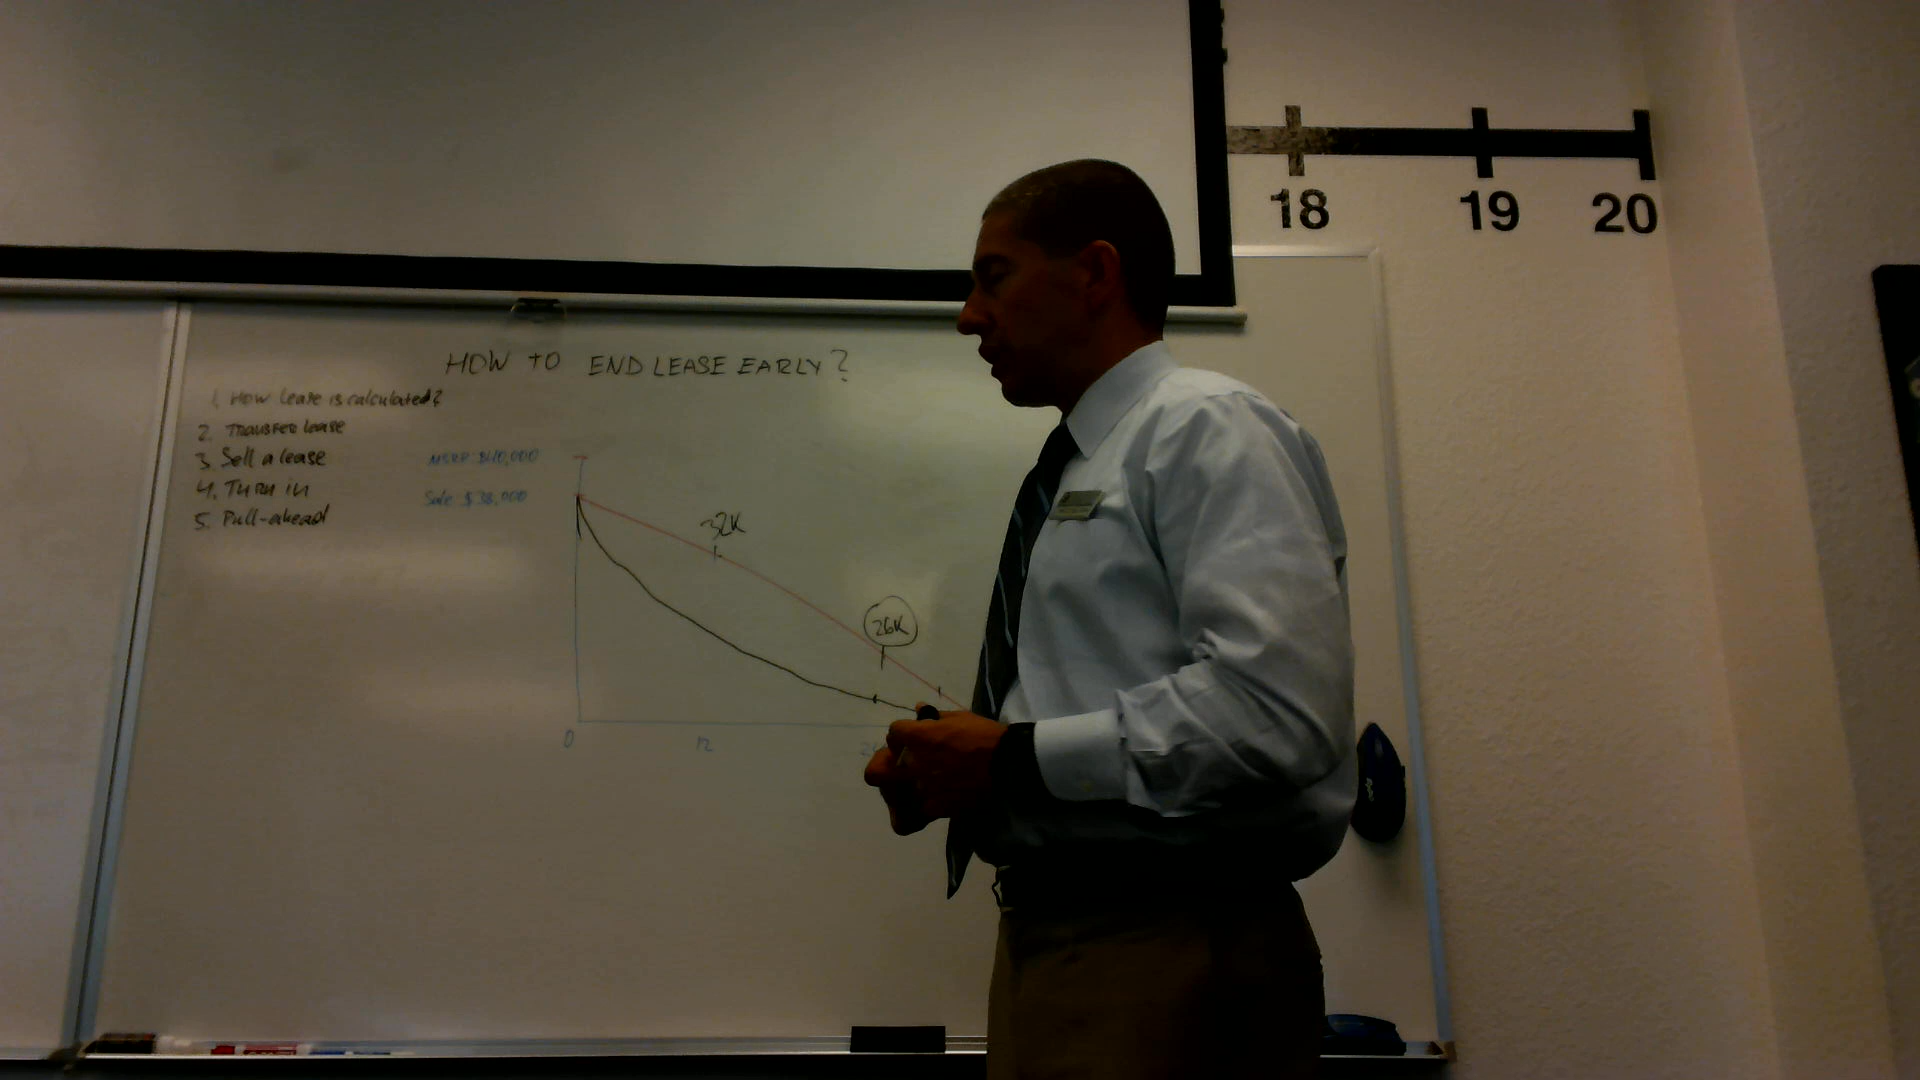 18 19 20
HOW TO END LEASE EARLY?
1. HOW lease is calculated?
2. TRANSFER lease
3. Sell a lease
4. TURN in
5. Pull-ahead
MSRP $40,000
Sale: $38,000
32K
26K
0 12